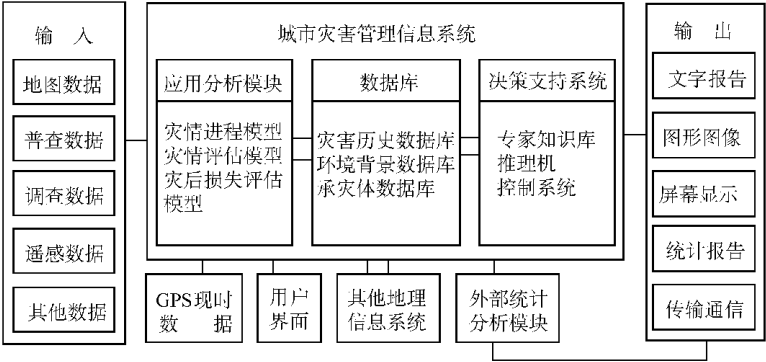 输 入
地图数据
普查数据
调查数据
遥感数据
其他数据
城市灾害管理信息系统
应用分析模块
灾情进程模型
灾情评估模型
灾后损失评估
模型
数据库
灾害历史数据库
环境背景数据库
承灾体数据库
决策支持系统
专家知识库
推理机
控制系统
GPS现时
数 据
用户
界面
其他地理
信息系统
外部统计
分析模块
输 出
文字报告
图形图像
屏幕显示
统计报告
传输通信